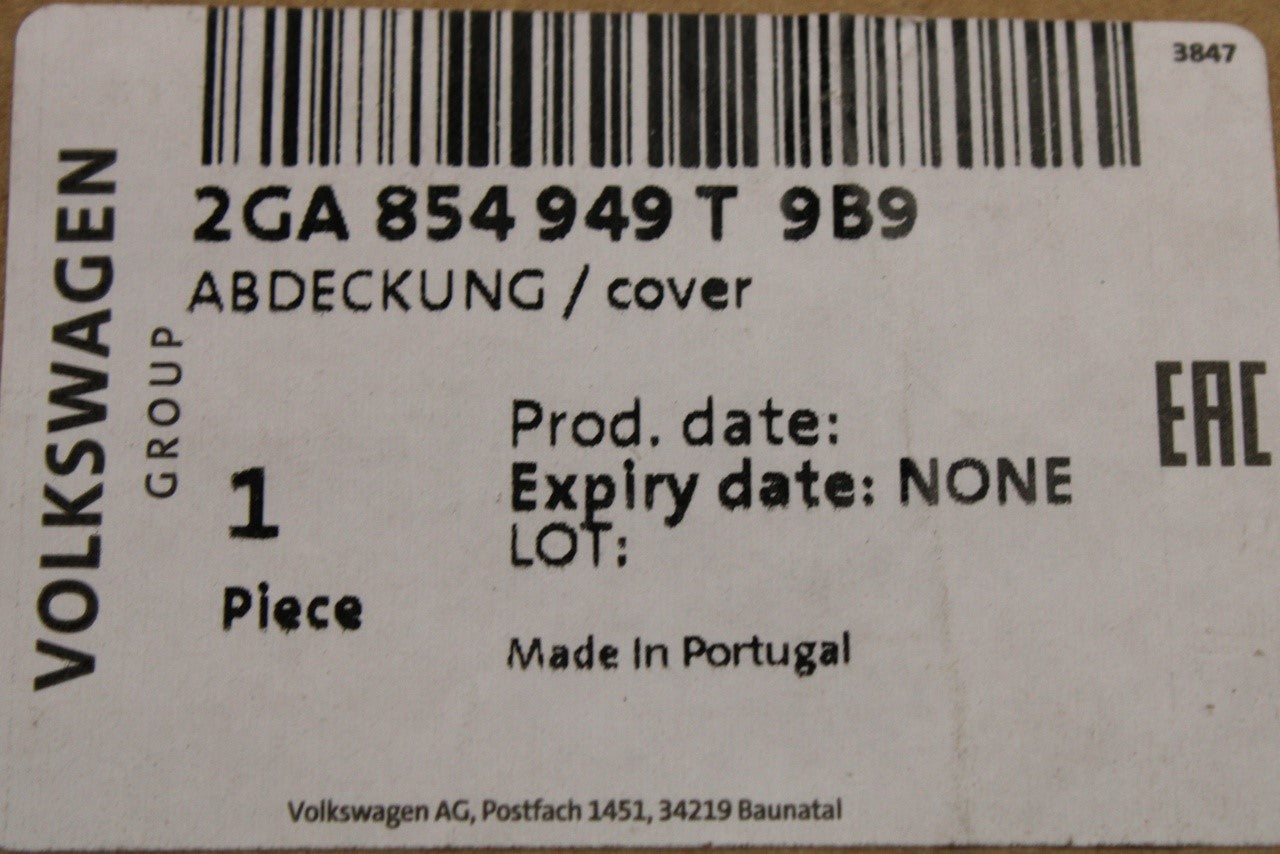 3847
2GA 854 949 T 9B9
ABDECKUNG / cover
VOLKSWAGEN
GROUP
EAC
Prod. date:
Expiry date: NONE
LOT:
1
Piece
Made In Portugal
Volkswagen AG, Postfach 1451, 34219 Baunatal